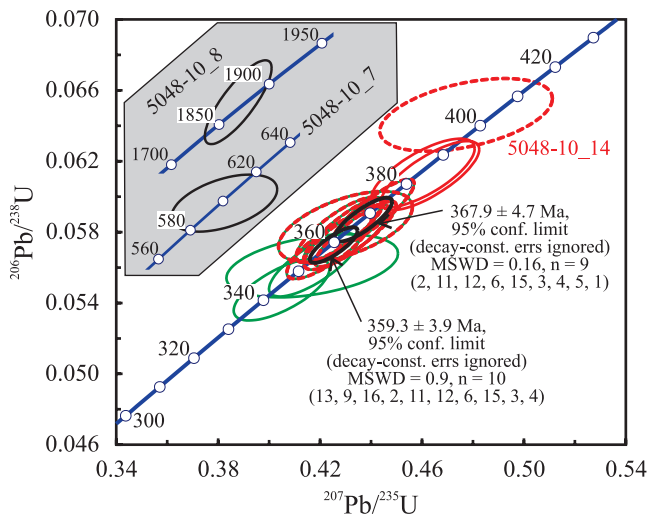 0.070
0.066
0.062
0.058
0.054
0.050
0.046
²⁰⁶Pb/²³⁸U
5048-10_8
1950
1900
1850
1700
5048-10_7
640
620
580
560
420
400
5048-10_14
380
360
340
320
300
367.9 ± 4.7 Ma,
95% conf. limit
(decay-const. errs ignored)
MSWD = 0.16, n = 9
(2, 11, 12, 6, 15, 3, 4, 5, 1)
359.3 ± 3.9 Ma,
95% conf. limit
(decay-const. errs ignored)
MSWD = 0.9, n = 10
(13, 9, 16, 2, 11, 12, 6, 15, 3, 4)
0.34 0.38 0.42 0.46 0.50 0.54
²⁰⁷Pb/²³⁵U